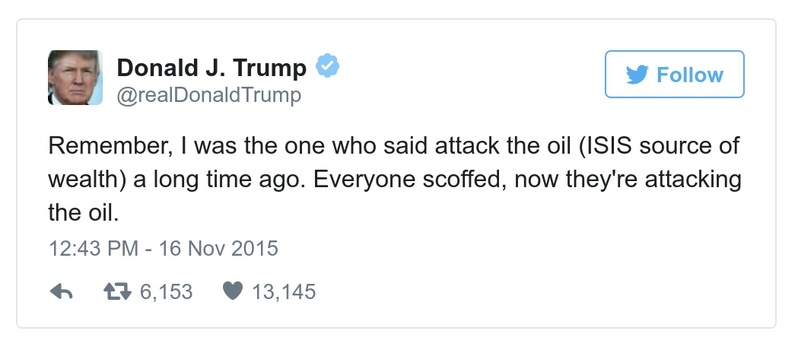 Donald J. Trump
@realDonaldTrump
Follow
Remember, I was the one who said attack the oil (ISIS source of
wealth) a long time ago. Everyone scoffed, now they're attacking
the oil.
12:43 PM - 16 Nov 2015
6,153 13,145